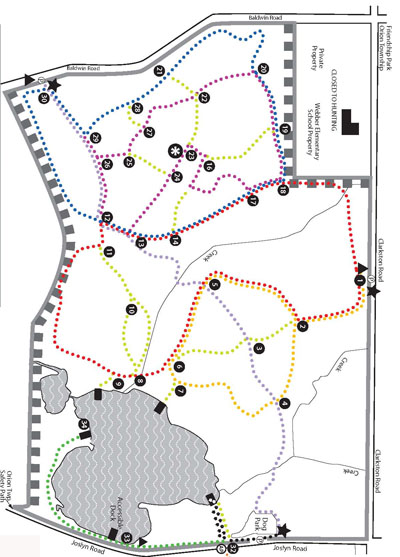 Friendship Park
Orion Township
Baldwin Road
Baldwin Road
Private
Property
CLOSED TO HUNTING
Webber Elementary
School Property
Clarkston Road
Clarkston Road
Creek
Creek
Creek
Dog
Park
Accessible
Dock
Joslyn Road
Joslyn Road
Orion Twp.
Safety Path
1
2
3
4
5
6
7
8
9
10
11
12
13
14
16
17
18
19
20
21
22
23
24
25
26
27
28
29
30
32
33
34